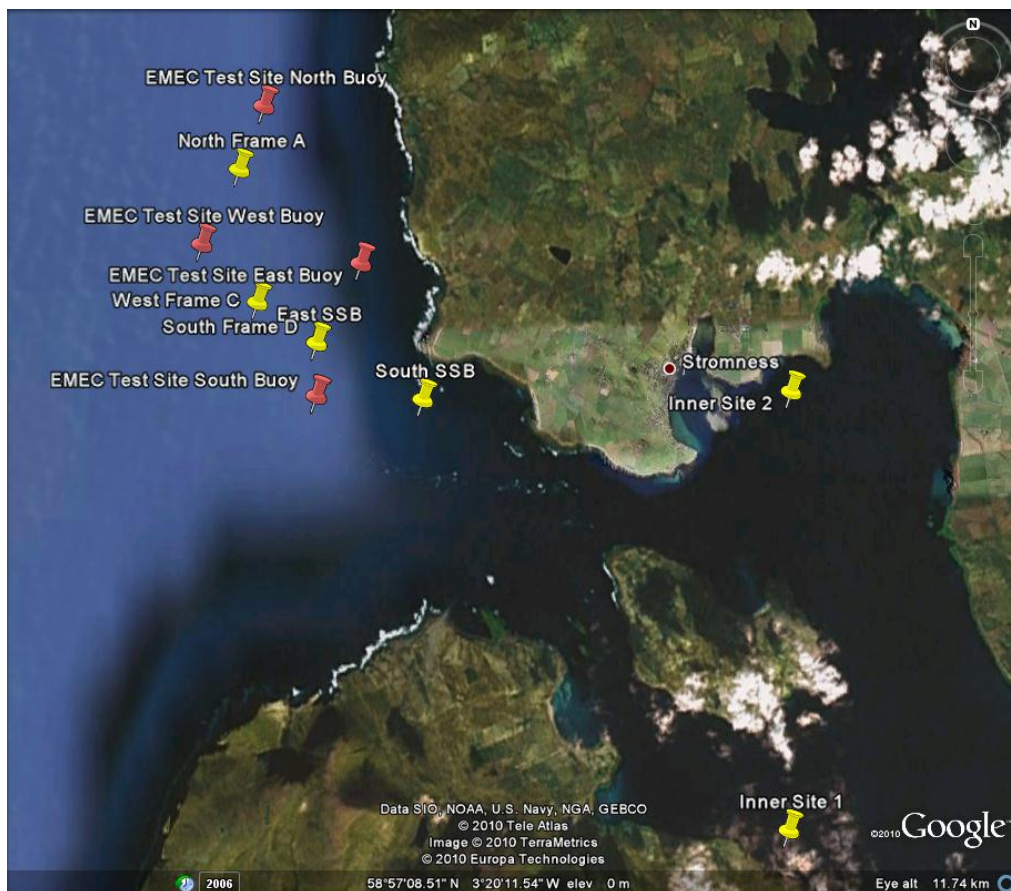 N
EMEC Test Site North Buoy
North Frame A
EMEC Test Site West Buoy
EMEC Test Site East Buoy
West Frame C
East SSB
South Frame D
Stromness
South SSB
EMEC Test Site South Buoy
Inner Site 2
Inner Site 1
Data SIO, NOAA, U.S. Navy, NGA, GEBCO
© 2010 Tele Atlas
Image © 2010 TerraMetrics
© 2010 Europa Technologies
©2010 Google
2006
58°57'08.51" N 3°20'11.54" W elev 0 m
Eye alt 11.74 km